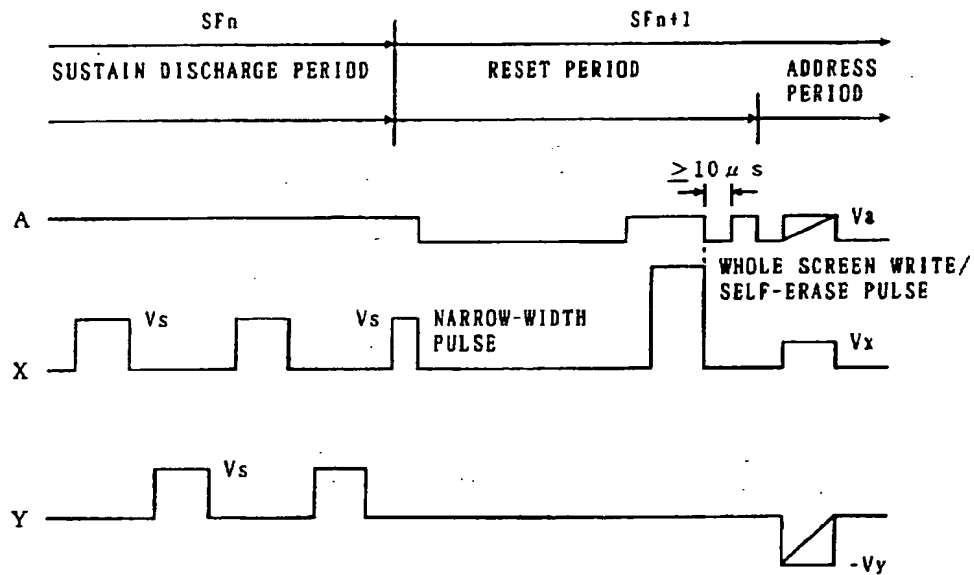 SFn SFn+1
SUSTAIN DISCHARGE PERIOD RESET PERIOD ADDRESS
PERIOD
≥10μs
A Va
WHOLE SCREEN WRITE/
SELF-ERASE PULSE
Vs Vs Vs NARROW-WIDTH
PULSE
Vx
X
Vs
Y
-Vy